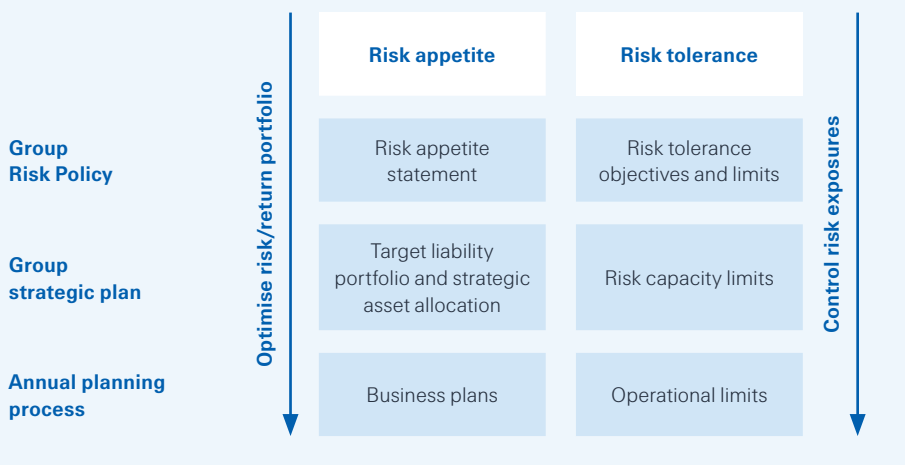 Risk appetite
Risk tolerance
Optimise risk/return portfolio
Control risk exposures
Group
Risk Policy
Risk appetite
statement
Risk tolerance
objectives and limits
Group
strategic plan
Target liability
portfolio and strategic
asset allocation
Risk capacity limits
Annual planning
process
Business plans
Operational limits